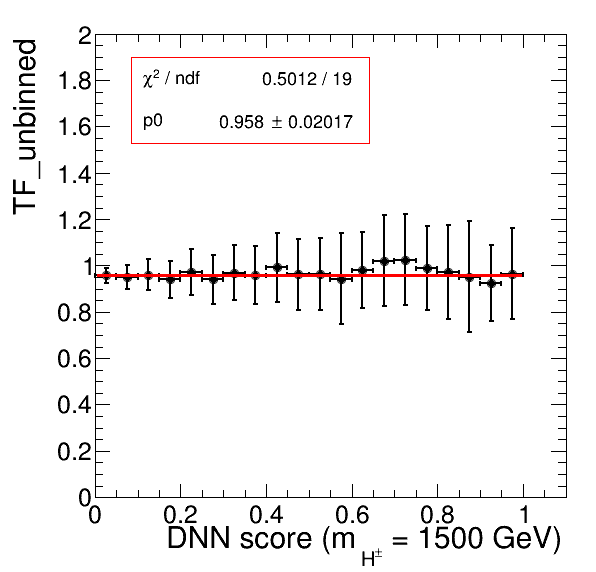 TF_unbinned
2
1.8
1.6
1.4
1.2
1
0.8
0.6
0.4
0.2
0
χ² / ndf 0.5012 / 19
p0 0.958 ± 0.02017
0 0.2 0.4 0.6 0.8 1
DNN score (m_H± = 1500 GeV)